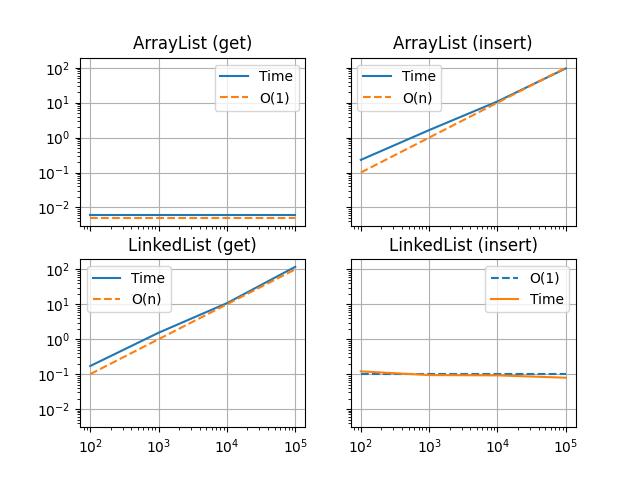 ArrayList (get)
Time
O(1)
10²
10¹
10⁰
10⁻¹
10⁻²
ArrayList (insert)
Time
O(n)
LinkedList (get)
Time
O(n)
10²
10¹
10⁰
10⁻¹
10⁻²
10² 10³ 10⁴ 10⁵
LinkedList (insert)
O(1)
Time
10² 10³ 10⁴ 10⁵